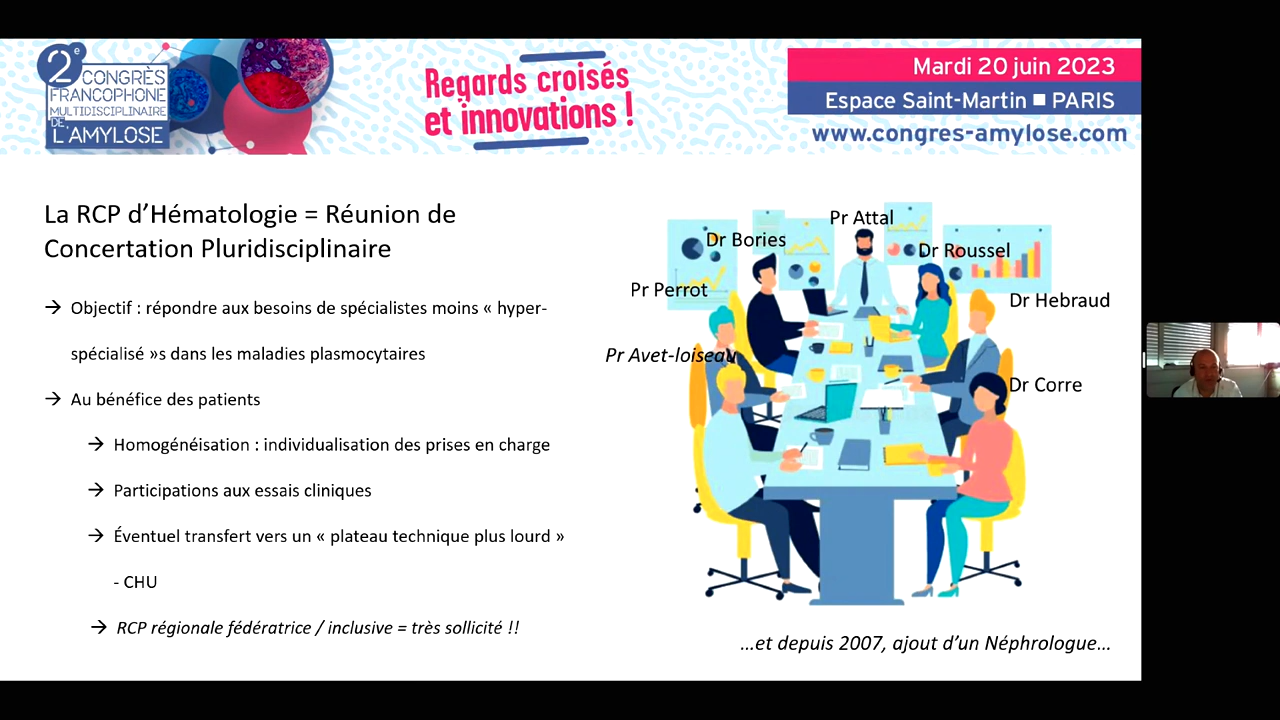 2e CONGRÈS
FRANCOPHONE
MULTIDISCIPLINAIRE
DE
L'AMYLOSE
Regards croisés
et innovations !
Mardi 20 juin 2023
Espace Saint-Martin ■ PARIS
www.congres-amylose.com
La RCP d'Hématologie = Réunion de
Concertation Pluridisciplinaire
→ Objectif : répondre aux besoins de spécialistes moins « hyper-
spécialisé »s dans les maladies plasmocytaires
→ Au bénéfice des patients
→ Homogénéisation : individualisation des prises en charge
→ Participations aux essais cliniques
→ Éventuel transfert vers un « plateau technique plus lourd »
- CHU
→ RCP régionale fédératrice / inclusive = très sollicité !!
Pr Attal
Dr Bories
Dr Roussel
Pr Perrot
Dr Hebraud
Pr Avet-loiseau
Dr Corre
...et depuis 2007, ajout d'un Néphrologue...